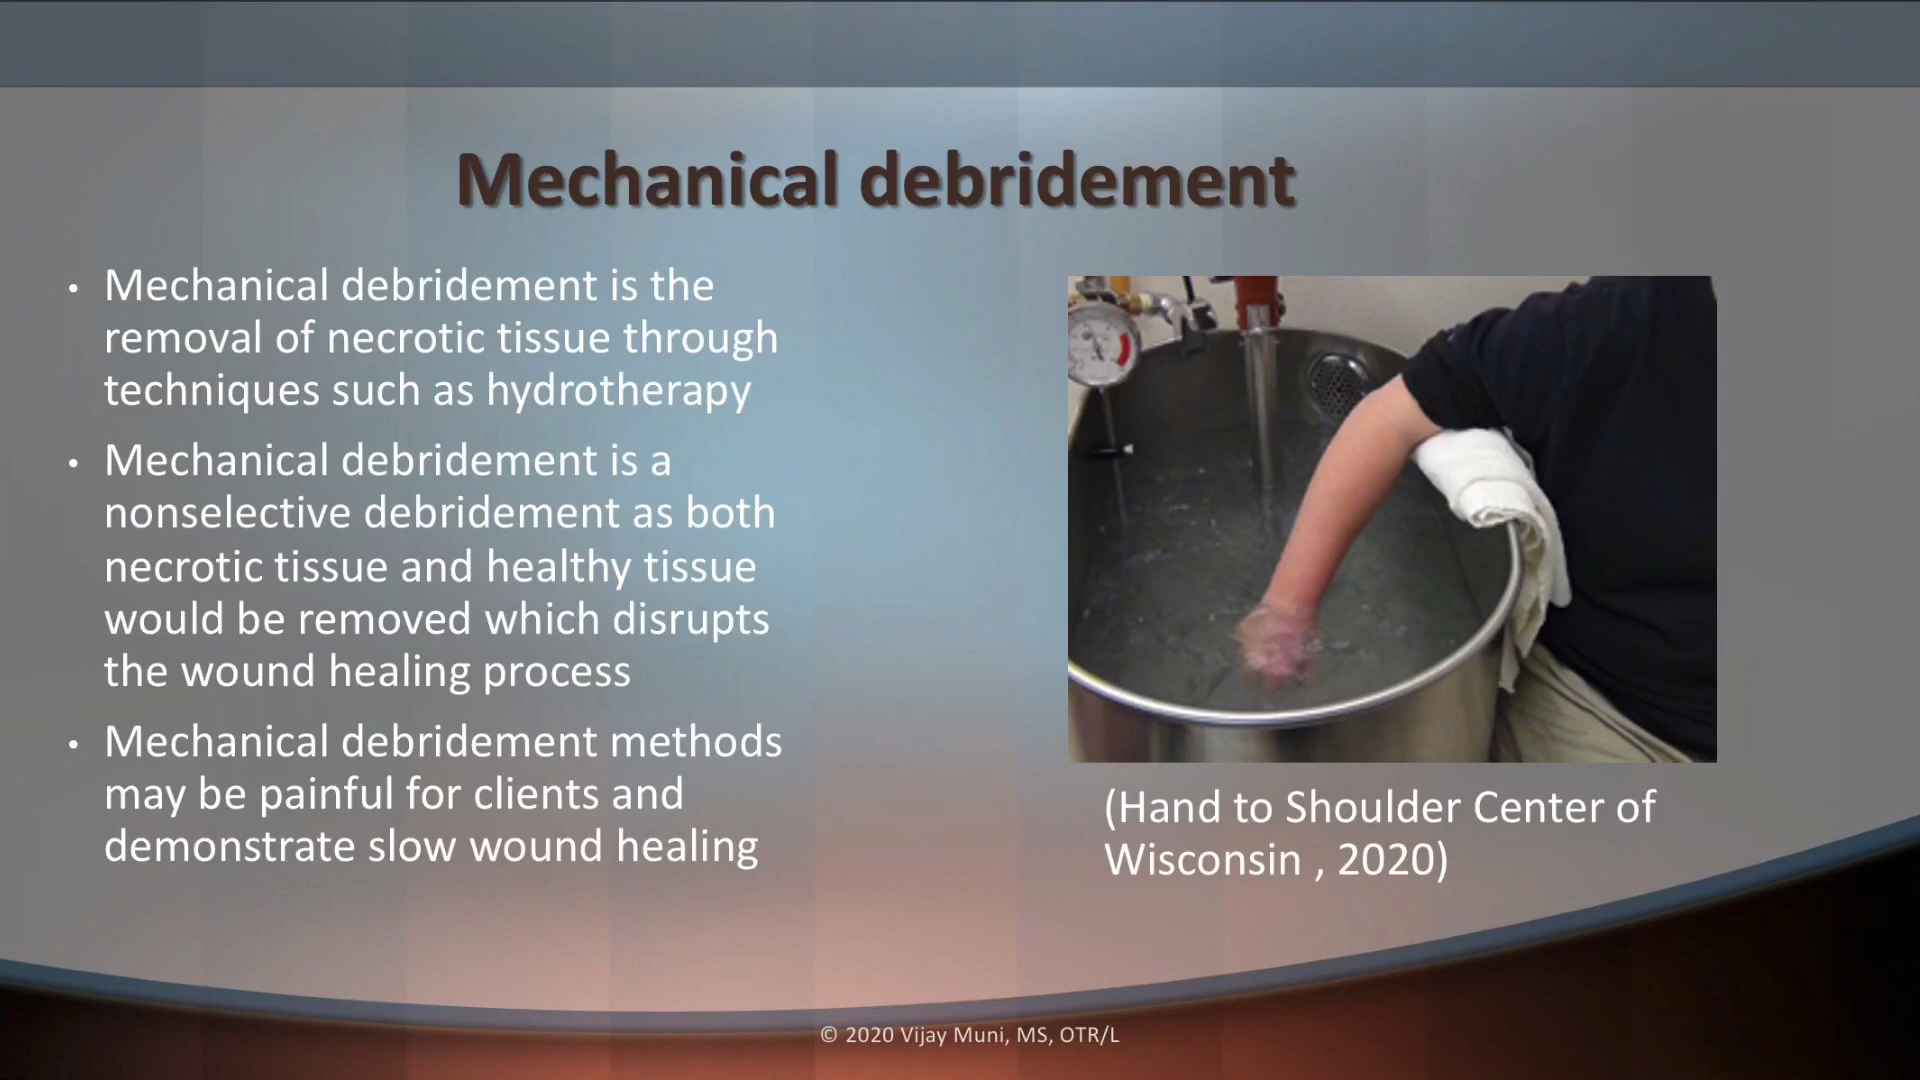 Mechanical debridement
• Mechanical debridement is the
removal of necrotic tissue through
techniques such as hydrotherapy
• Mechanical debridement is a
nonselective debridement as both
necrotic tissue and healthy tissue
would be removed which disrupts
the wound healing process
• Mechanical debridement methods
may be painful for clients and
demonstrate slow wound healing
(Hand to Shoulder Center of
Wisconsin , 2020)
© 2020 Vijay Muni, MS, OTR/L